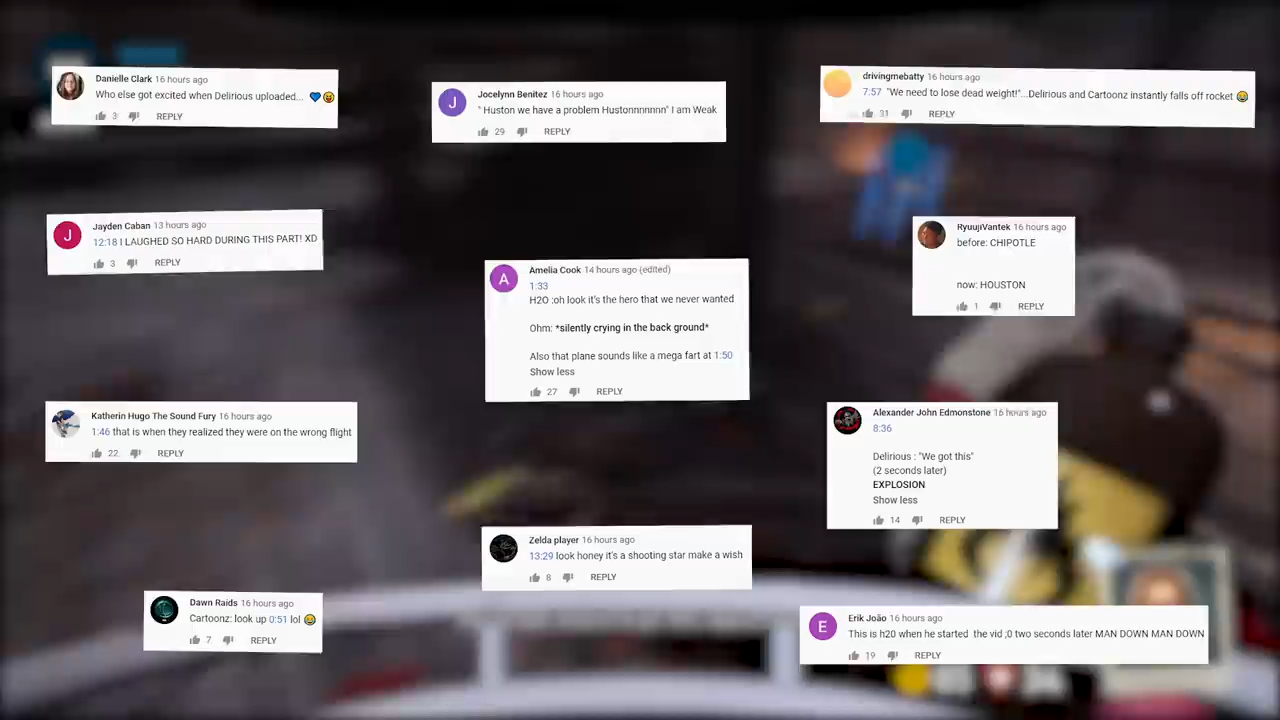 Danielle Clark 16 hours ago
Who else got excited when Delirious uploaded... 💙😍
3 REPLY
Jocelynn Benitez 16 hours ago
" Huston we have a problem Hustonnnnnnn" I am Weak
29 REPLY
drivingmebatty 16 hours ago
7:57 "We need to lose dead weight!"...Delirious and Cartoonz instantly falls off rocket 😂
31 REPLY
Jayden Caban 13 hours ago
12:18 I LAUGHED SO HARD DURING THIS PART! XD
3 REPLY
Amelia Cook 14 hours ago (edited)
1:33
H2O :oh look it's the hero that we never wanted
Ohm: *silently crying in the back ground*
Also that plane sounds like a mega fart at 1:50
Show less
27 REPLY
RyuujiVantek 16 hours ago
before: CHIPOTLE
now: HOUSTON
1 REPLY
Katherin Hugo The Sound Fury 16 hours ago
1:46 that is when they realized they were on the wrong flight
22 REPLY
Alexander John Edmonstone 16 hours ago
8:36
Delirious : "We got this"
(2 seconds later)
EXPLOSION
Show less
14 REPLY
Zelda player 16 hours ago
13:29 look honey it's a shooting star make a wish
8 REPLY
Dawn Raids 16 hours ago
Cartoonz: look up 0:51 lol 😂
7 REPLY
Erik João 16 hours ago
This is h20 when he started the vid ;0 two seconds later MAN DOWN MAN DOWN
19 REPLY